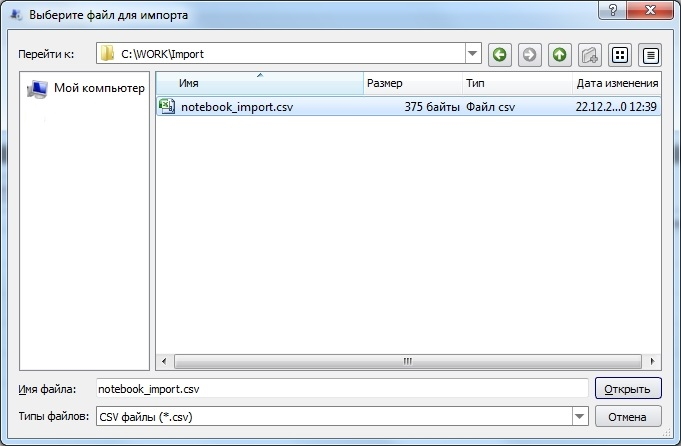 Выберите файл для импорта
Перейти к: C:\WORK\Import
Мой компьютер
Имя Размер Тип Дата изменения
notebook_import.csv 375 байты Файл csv 22.12.2...0 12:39
Имя файла: notebook_import.csv Открыть
Типы файлов: CSV файлы (*.csv) Отмена